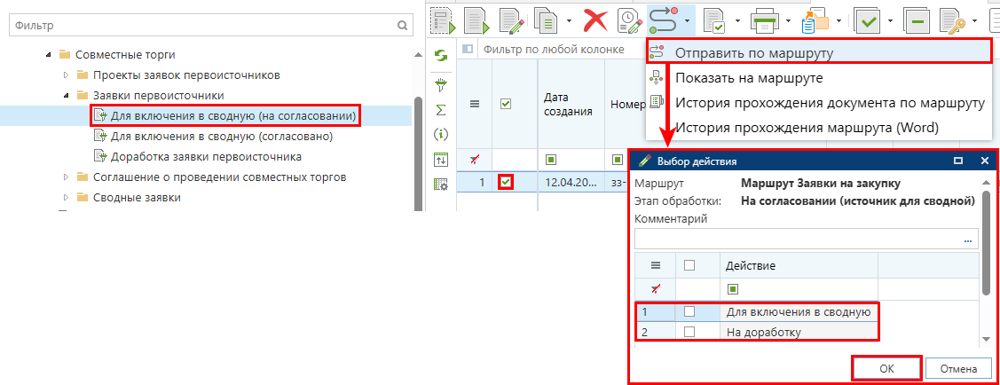 Фильтр
Совместные торги
Проекты заявок первоисточников
Заявки первоисточники
Для включения в сводную (на согласовании)
Для включения в сводную (согласовано)
Доработка заявки первоисточника
Соглашение о проведении совместных торгов
Сводные заявки
Фильтр по любой колонке
Дата
создания
Номер
1
12.04.20...
зз-
Отправить по маршруту
Показать на маршруте
История прохождения документа по маршруту
История прохождения маршрута (Word)
Выбор действия
Маршрут Маршрут Заявки на закупку
Этап обработки: На согласовании (источник для сводной)
Комментарий
...
Действие
1 Для включения в сводную
2 На доработку
ОК Отмена